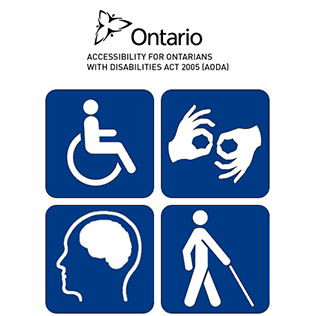 Ontario
ACCESSIBILITY FOR ONTARIANS
WITH DISABILITIES ACT 2005 (AODA)